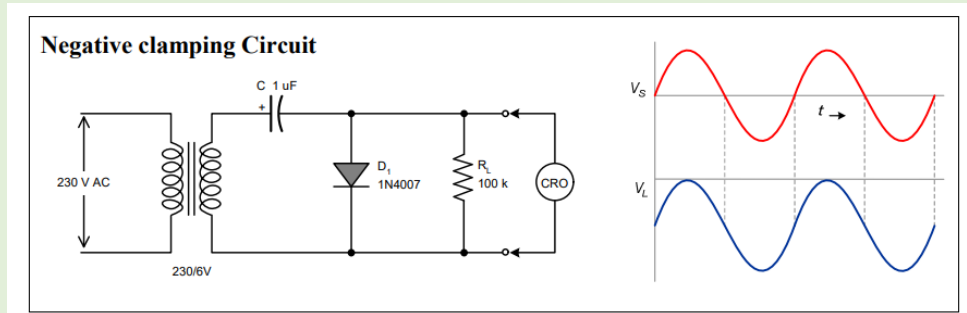 Negative clamping Circuit
C 1 uF
+
230 V AC
D1
1N4007
RL
100 k
CRO
230/6V
VS
t
VL